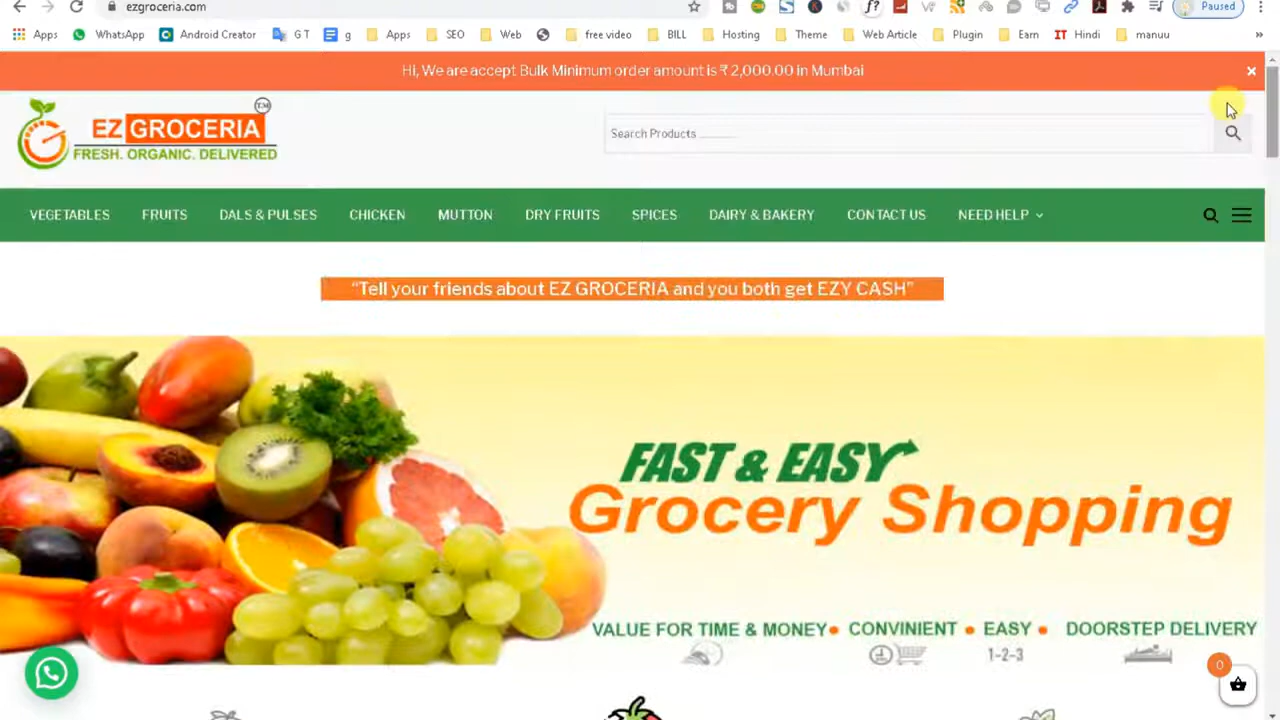 ezgroceria.com
Paused
Apps WhatsApp Android Creator G T g Apps SEO Web free video BILL Hosting Theme Web Article Plugin Earn IT Hindi manuu »
Hi, We are accept Bulk Minimum order amount is ₹ 2,000.00 in Mumbai ×
EZ GROCERIA TM
FRESH. ORGANIC. DELIVERED
Search Products ..............
VEGETABLES FRUITS DALS & PULSES CHICKEN MUTTON DRY FRUITS SPICES DAIRY & BAKERY CONTACT US NEED HELP
“Tell your friends about EZ GROCERIA and you both get EZY CASH”
FAST & EASY
Grocery Shopping
VALUE FOR TIME & MONEY • CONVINIENT • EASY • DOORSTEP DELIVERY
1-2-3
0